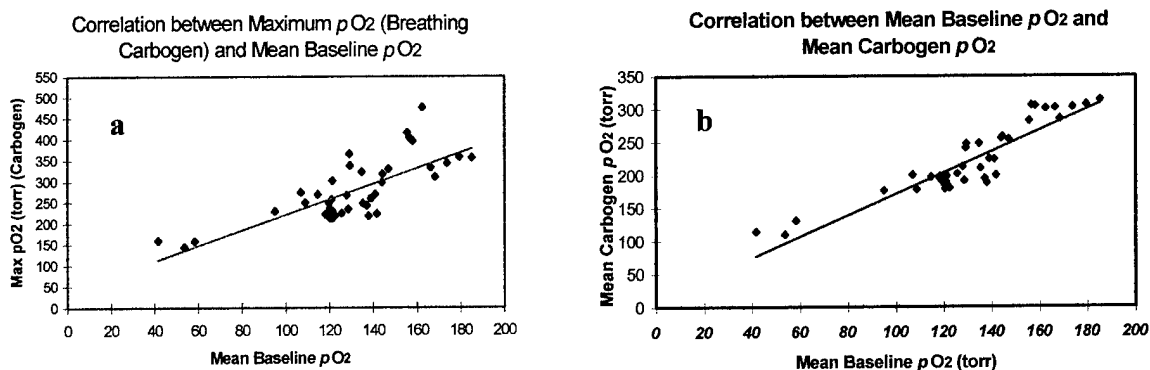 Correlation between Maximum pO2 (Breathing
Carbogen) and Mean Baseline pO2
Max pO2 (torr) (Carbogen)
550
500
450
400
350
300
250
200
150
100
50
0
a
0 20 40 60 80 100 120 140 160 180 200
Mean Baseline pO2
Correlation between Mean Baseline pO2 and
Mean Carbogen pO2
Mean Carbogen pO2 (torr)
350
300
250
200
150
100
50
0
b
0 20 40 60 80 100 120 140 160 180 200
Mean Baseline pO2 (torr)